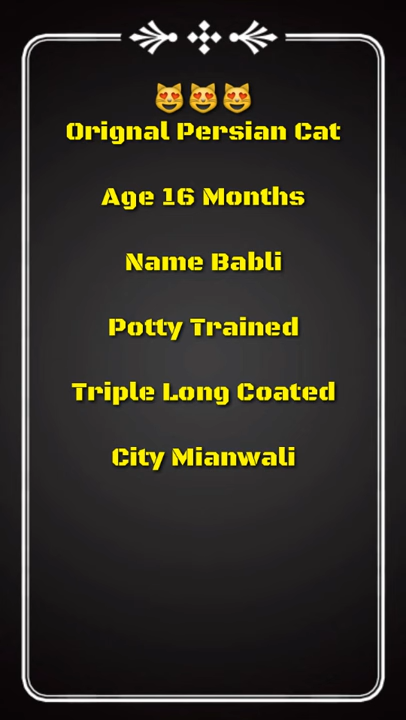 😻😻😻
Orignal Persian Cat
Age 16 Months
Name Babli
Potty Trained
Triple Long Coated
City Mianwali